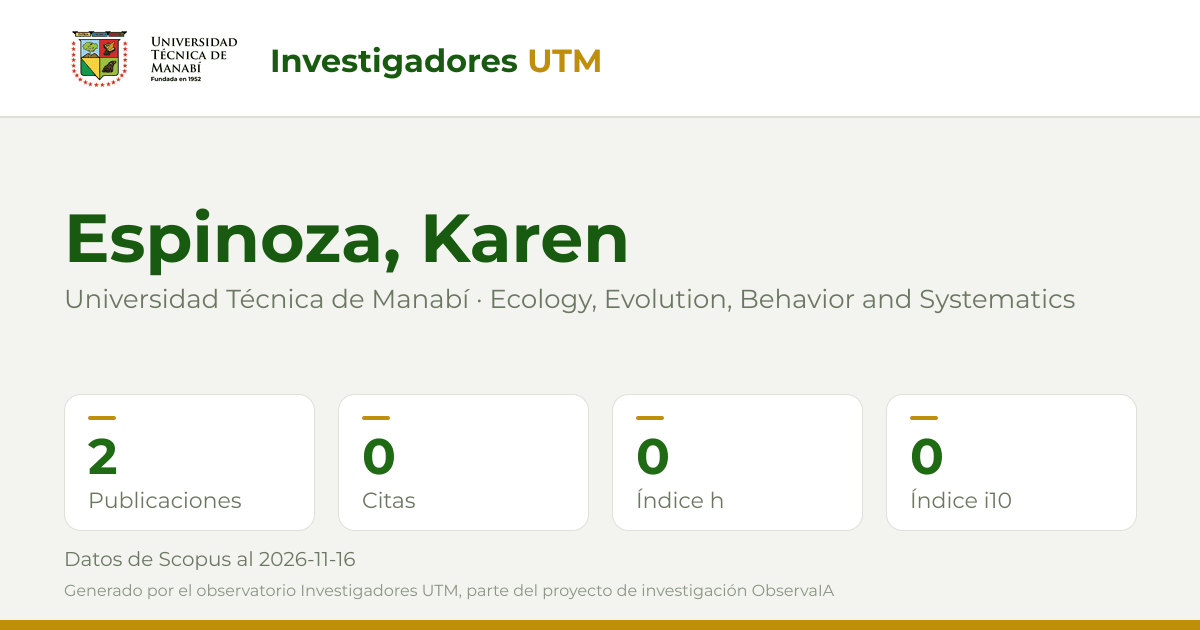 UNIVERSIDAD
TÉCNICA DE
MANABÍ
Fundada en 1952
Investigadores UTM
Espinoza, Karen
Universidad Técnica de Manabí · Ecology, Evolution, Behavior and Systematics
2
Publicaciones
0
Citas
0
Índice h
0
Índice i10
Datos de Scopus al 2026-11-16
Generado por el observatorio Investigadores UTM, parte del proyecto de investigación ObservaIA